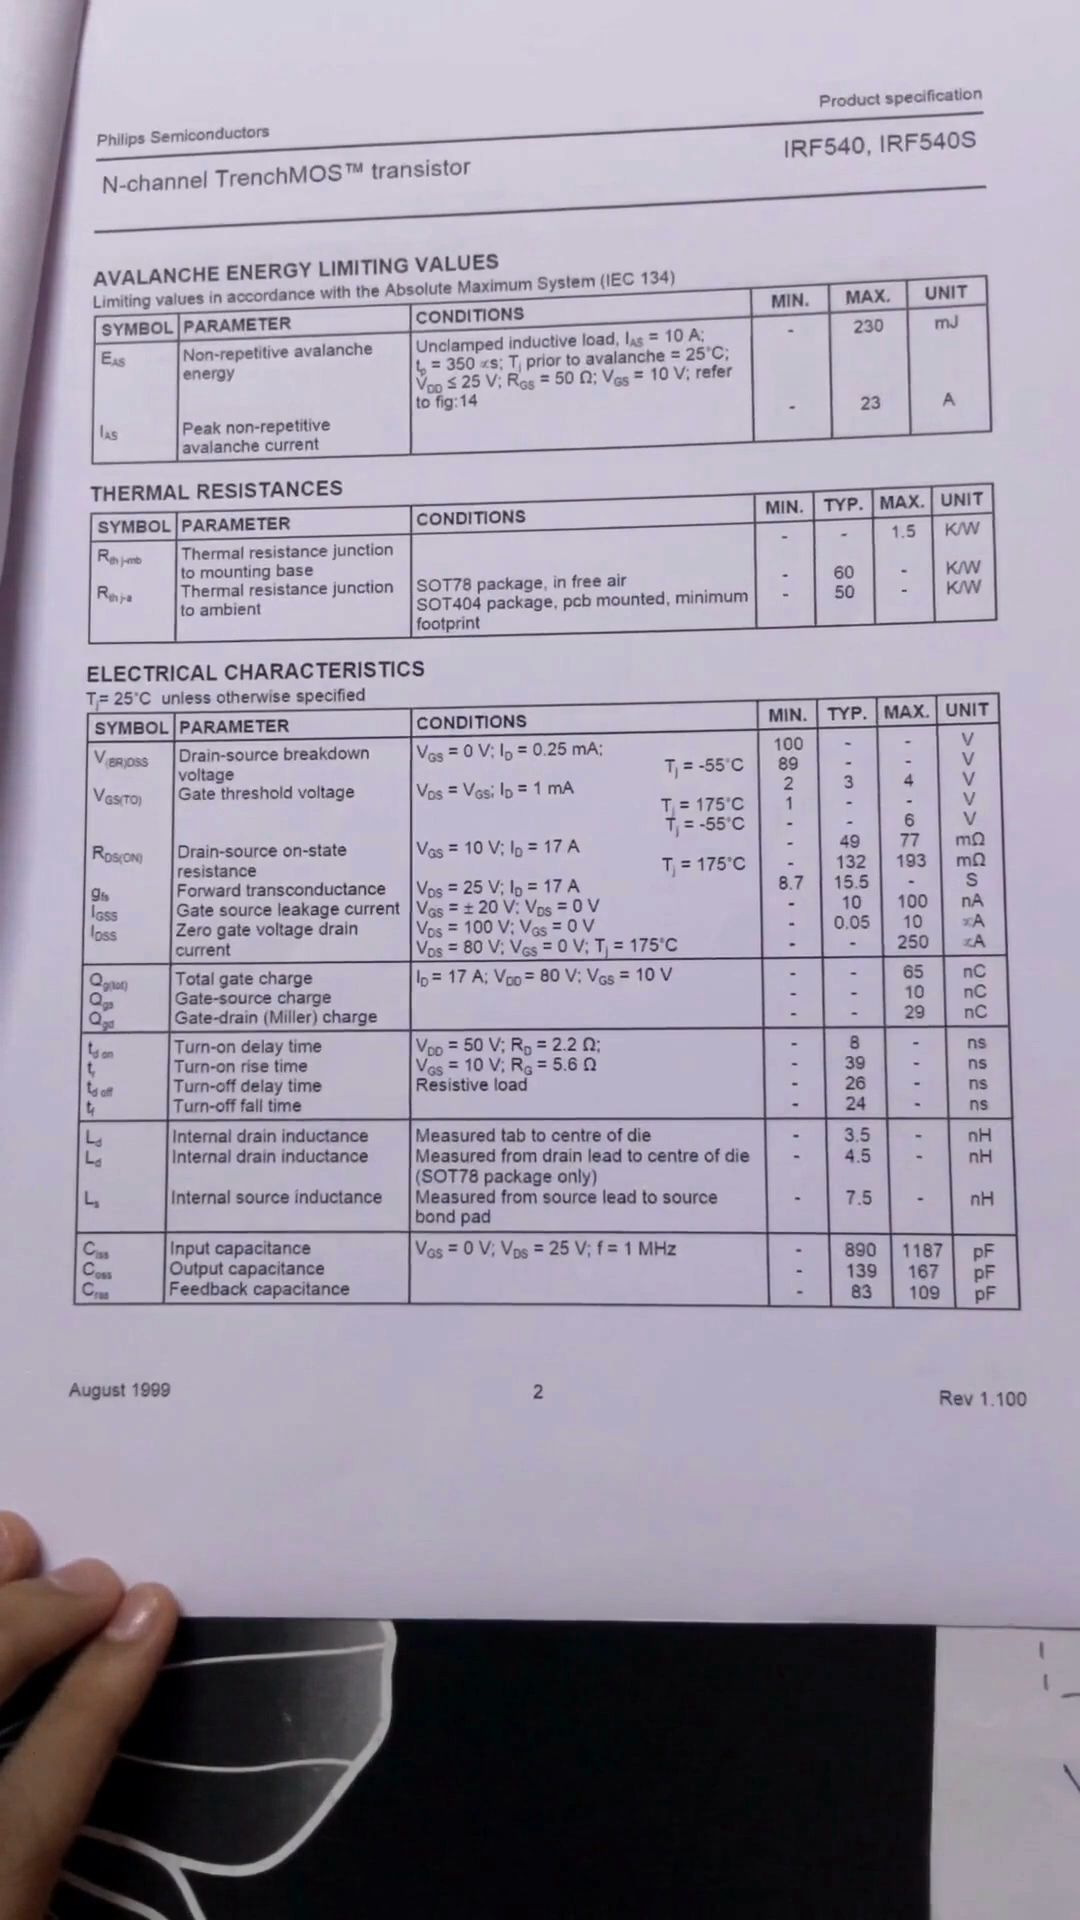 Product specification
Philips Semiconductors
N-channel TrenchMOS™ transistor IRF540, IRF540S
AVALANCHE ENERGY LIMITING VALUES
Limiting values in accordance with the Absolute Maximum System (IEC 134)
SYMBOL PARAMETER CONDITIONS MIN. MAX. UNIT
EAS Non-repetitive avalanche Unclamped inductive load, IAS = 10 A; - 230 mJ
energy tp = 350 ∝s; Tj prior to avalanche = 25°C;
VDD ≤ 25 V; RGS = 50 Ω; VGS = 10 V; refer
to fig:14
IAS Peak non-repetitive - 23 A
avalanche current
THERMAL RESISTANCES
SYMBOL PARAMETER CONDITIONS MIN. TYP. MAX. UNIT
Rth j-mb Thermal resistance junction - - 1.5 K/W
to mounting base
Rth j-a Thermal resistance junction SOT78 package, in free air - 60 - K/W
to ambient SOT404 package, pcb mounted, minimum - 50 - K/W
footprint
ELECTRICAL CHARACTERISTICS
Tj= 25°C unless otherwise specified
SYMBOL PARAMETER CONDITIONS MIN. TYP. MAX. UNIT
V(BR)DSS Drain-source breakdown VGS = 0 V; ID = 0.25 mA; 100 - - V
voltage Tj = -55°C 89 - - V
VGS(TO) Gate threshold voltage VDS = VGS; ID = 1 mA 2 3 4 V
Tj = 175°C 1 - - V
Tj = -55°C - - 6 V
RDS(ON) Drain-source on-state VGS = 10 V; ID = 17 A - 49 77 mΩ
resistance Tj = 175°C - 132 193 mΩ
gfs Forward transconductance VDS = 25 V; ID = 17 A 8.7 15.5 - S
IGSS Gate source leakage current VGS = ± 20 V; VDS = 0 V - 10 100 nA
IDSS Zero gate voltage drain VDS = 100 V; VGS = 0 V - 0.05 10 ∝A
current VDS = 80 V; VGS = 0 V; Tj = 175°C - - 250 ∝A
Qg(tot) Total gate charge ID = 17 A; VDD = 80 V; VGS = 10 V - - 65 nC
Qgs Gate-source charge - - 10 nC
Qgd Gate-drain (Miller) charge - - 29 nC
td on Turn-on delay time VDD = 50 V; RD = 2.2 Ω; - 8 - ns
tr Turn-on rise time VGS = 10 V; RG = 5.6 Ω - 39 - ns
td off Turn-off delay time Resistive load - 26 - ns
tf Turn-off fall time - 24 - ns
Ld Internal drain inductance Measured tab to centre of die - 3.5 - nH
Ld Internal drain inductance Measured from drain lead to centre of die - 4.5 - nH
(SOT78 package only)
Ls Internal source inductance Measured from source lead to source - 7.5 - nH
bond pad
Ciss Input capacitance VGS = 0 V; VDS = 25 V; f = 1 MHz - 890 1187 pF
Coss Output capacitance - 139 167 pF
Crss Feedback capacitance - 83 109 pF
August 1999 2 Rev 1.100